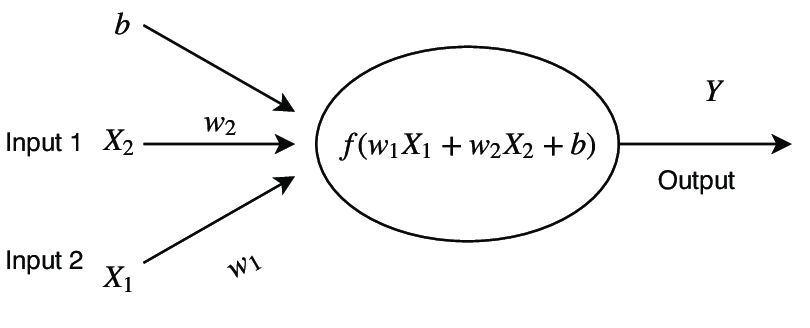 b
Input 1 X₂ w₂
f(w₁X₁ + w₂X₂ + b)
Y
Output
Input 2 X₁ w₁